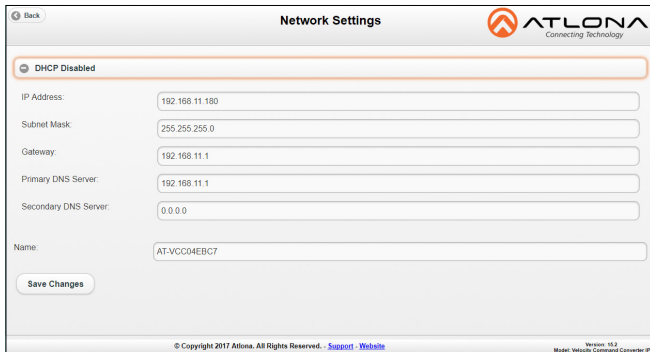 Back
Network Settings
ATLONA
Connecting Technology
DHCP Disabled
IP Address: 192.168.11.180
Subnet Mask: 255.255.255.0
Gateway: 192.168.11.1
Primary DNS Server: 192.168.11.1
Secondary DNS Server: 0.0.0.0
Name: AT-VCC04EBC7
Save Changes
© Copyright 2017 Atlona. All Rights Reserved. - Support - Website
Version: 15.2
Model: Velocity Command Converter IP